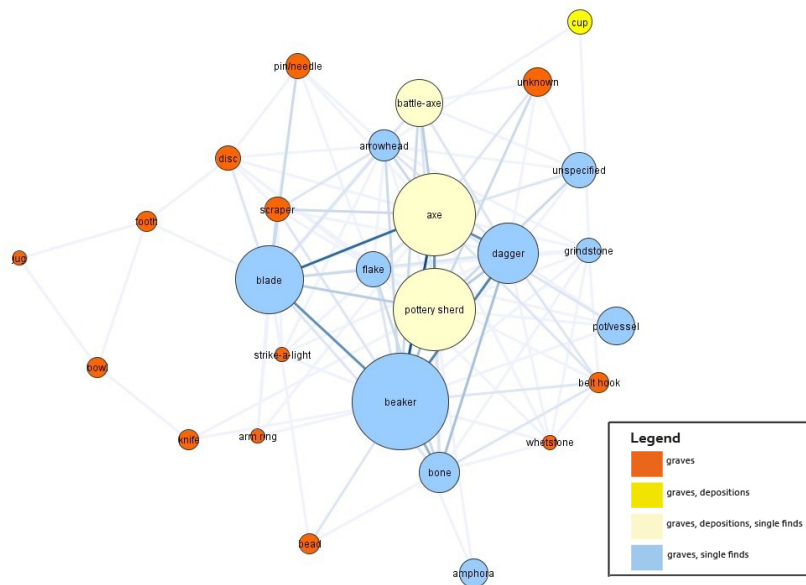 cup
pin/needle
unknown
battle-axe
arrowhead
disc
unspecified
scraper
axe
tooth
grindstone
dagger
jug
flake
blade
pottery sherd
pot/vessel
strike-a-light
bowl
belt hook
beaker
knife
arm ring
whetstone
bone
bead
amphora
Legend
graves
graves, depositions
graves, depositions, single finds
graves, single finds